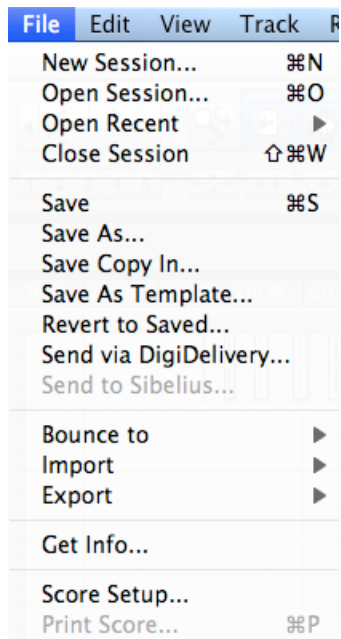 File Edit View Track
New Session... ⌘N
Open Session... ⌘O
Open Recent
Close Session ⇧⌘W
Save ⌘S
Save As...
Save Copy In...
Save As Template...
Revert to Saved...
Send via DigiDelivery...
Send to Sibelius...
Bounce to
Import
Export
Get Info...
Score Setup...
Print Score... ⌘P